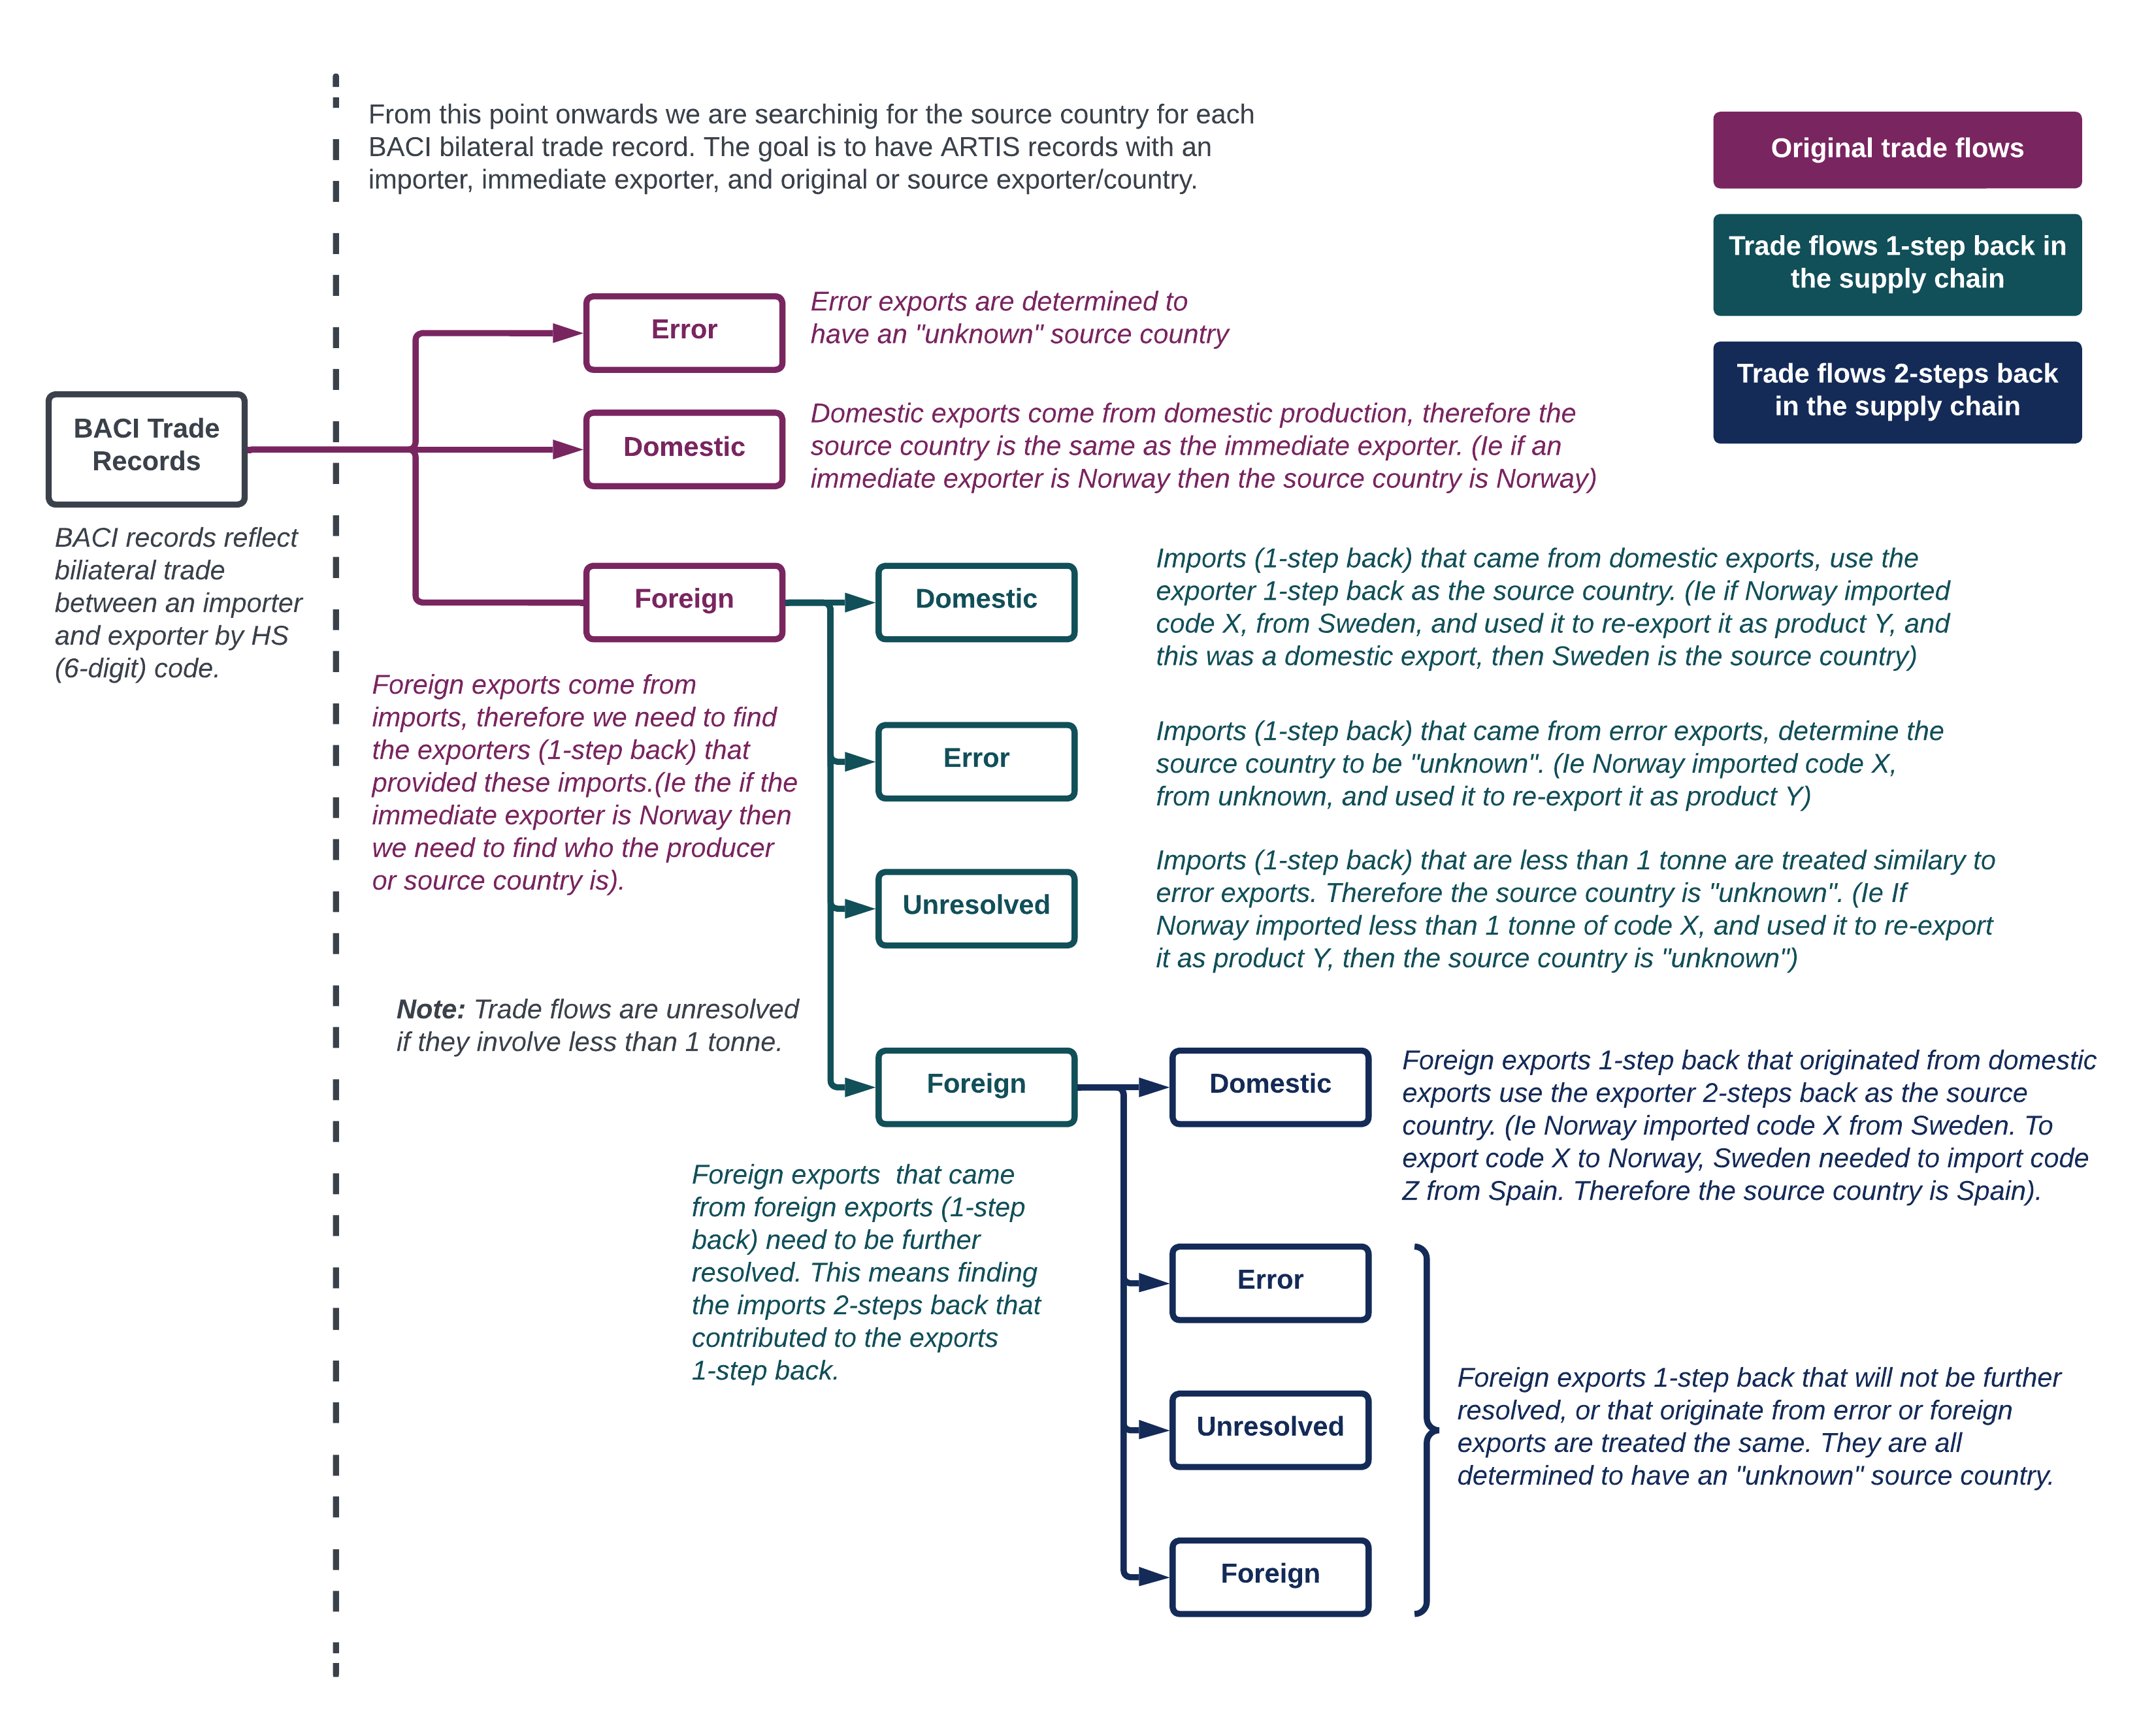 From this point onwards we are searchinig for the source country for each
BACI bilateral trade record. The goal is to have ARTIS records with an
importer, immediate exporter, and original or source exporter/country.
Original trade flows
Trade flows 1-step back in
the supply chain
Trade flows 2-steps back
in the supply chain
BACI Trade
Records
BACI records reflect
biliateral trade
between an importer
and exporter by HS
(6-digit) code.
Error
Error exports are determined to
have an "unknown" source country
Domestic
Domestic exports come from domestic production, therefore the
source country is the same as the immediate exporter. (Ie if an
immediate exporter is Norway then the source country is Norway)
Foreign
Foreign exports come from
imports, therefore we need to find
the exporters (1-step back) that
provided these imports.(Ie the if the
immediate exporter is Norway then
we need to find who the producer
or source country is).
Note: Trade flows are unresolved
if they involve less than 1 tonne.
Domestic
Imports (1-step back) that came from domestic exports, use the
exporter 1-step back as the source country. (Ie if Norway imported
code X, from Sweden, and used it to re-export it as product Y, and
this was a domestic export, then Sweden is the source country)
Error
Imports (1-step back) that came from error exports, determine the
source country to be "unknown". (Ie Norway imported code X,
from unknown, and used it to re-export it as product Y)
Unresolved
Imports (1-step back) that are less than 1 tonne are treated similary to
error exports. Therefore the source country is "unknown". (Ie If
Norway imported less than 1 tonne of code X, and used it to re-export
it as product Y, then the source country is "unknown")
Foreign
Foreign exports  that came
from foreign exports (1-step
back) need to be further
resolved. This means finding
the imports 2-steps back that
contributed to the exports
1-step back.
Domestic
Foreign exports 1-step back that originated from domestic
exports use the exporter 2-steps back as the source
country. (Ie Norway imported code X from Sweden. To
export code X to Norway, Sweden needed to import code
Z from Spain. Therefore the source country is Spain).
Error
Unresolved
Foreign
Foreign exports 1-step back that will not be further
resolved, or that originate from error or foreign
exports are treated the same. They are all
determined to have an "unknown" source country.